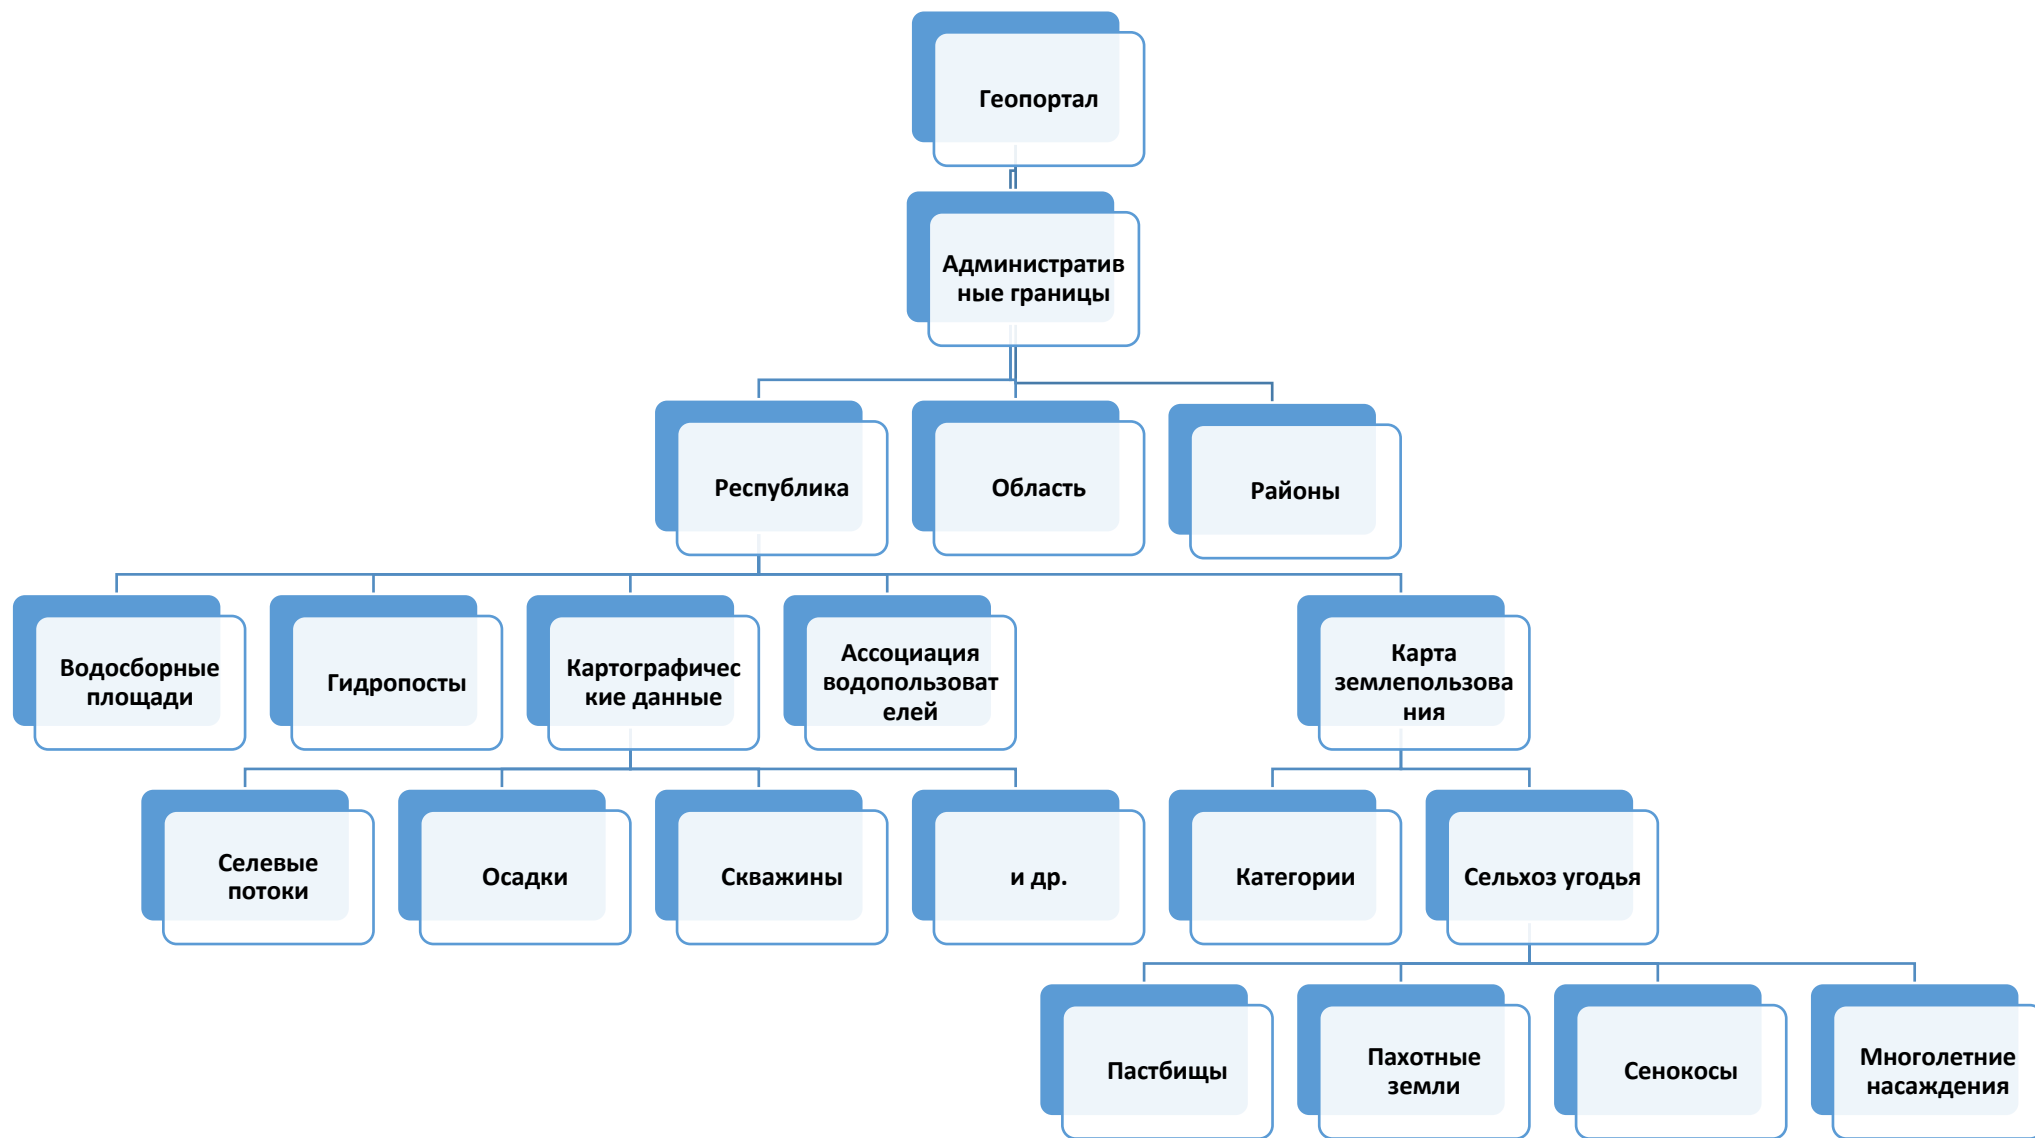 Геопортал
Административ
ные границы
Республика
Область
Районы
Водосборные
площади
Гидропосты
Картографичес
кие данные
Ассоциация
водопользоват
елей
Карта
землепользова
ния
Селевые
потоки
Осадки
Скважины
и др.
Категории
Сельхоз угодья
Пастбищы
Пахотные
земли
Сенокосы
Многолетние
насаждения